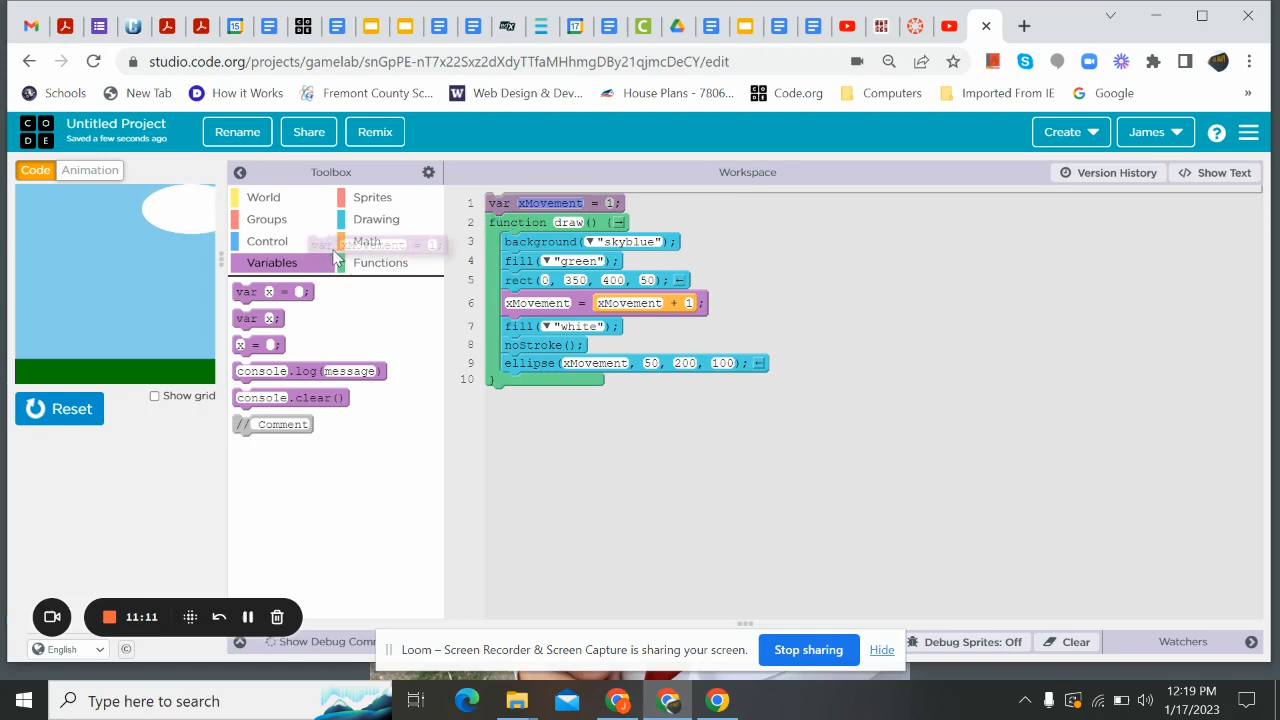 15
17
studio.code.org/projects/gamelab/snGpPE-nT7x22Sxz2dXdyTTfaMHhmgDBy21qjmcDeCY/edit
Schools
New Tab
How it Works
Fremont County Sc...
Web Design & Dev...
House Plans - 7806...
Code.org
Computers
Imported From IE
Google
»
C O D E
Untitled Project
Saved a few seconds ago
Rename
Share
Remix
Create
James
?
Code
Animation
Toolbox
Workspace
Version History
</> Show Text
World
Sprites
Groups
Drawing
Control
Math
var xMovement = 1;
Variables
Functions
var x = ;
var x;
x = ;
console.log(message)
console.clear()
// Comment
Show grid
Reset
1 var xMovement = 1;
2 function draw() {
3 background("skyblue");
4 fill("green");
5 rect(0, 350, 400, 50);
6 xMovement = xMovement + 1;
7 fill("white");
8 noStroke();
9 ellipse(xMovement, 50, 200, 100);
10 }
11:11
English
©
Show Debug Comm
Loom – Screen Recorder & Screen Capture is sharing your screen.
Stop sharing
Hide
Debug Sprites: Off
Clear
Watchers
Type here to search
12:19 PM
1/17/2023